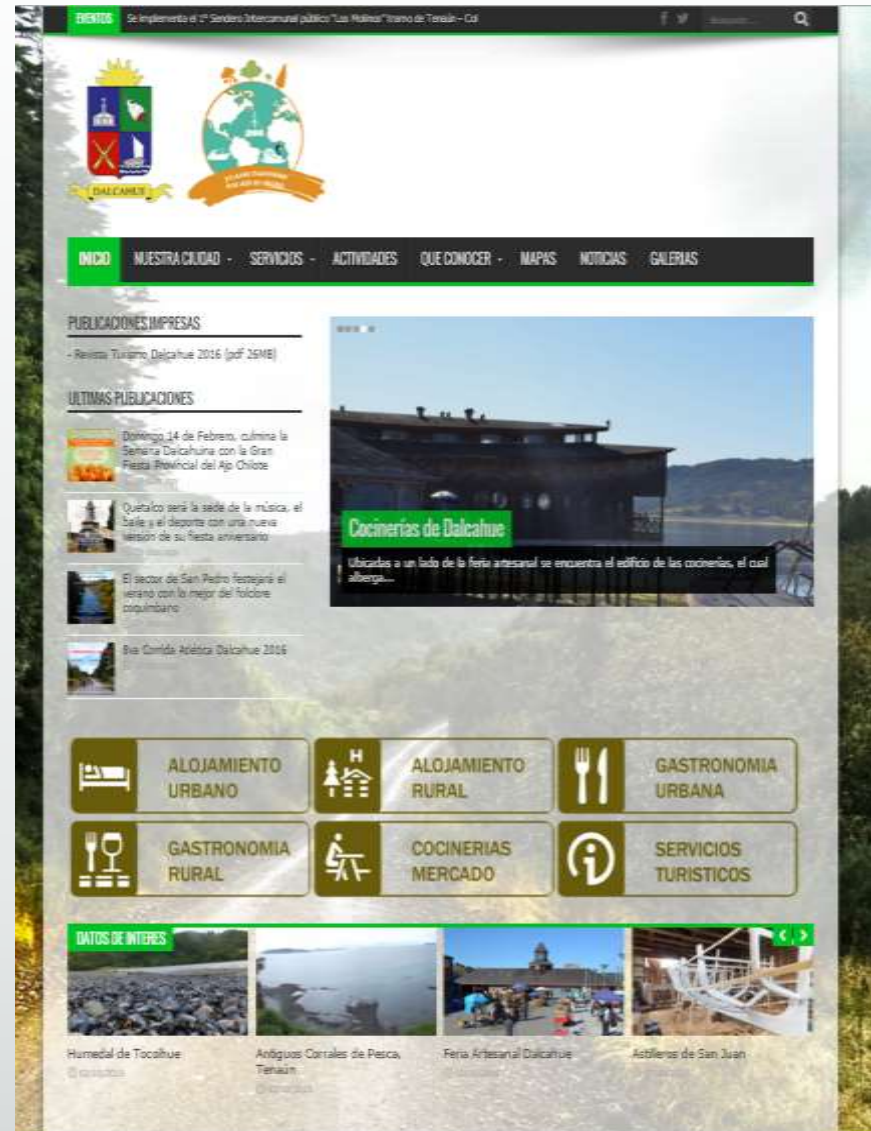 EVENTOS Se implementa el 1° Sendero Intercomunal público "Los Molinos" tramo de Tenaún – Col
DALCAHUE
INICIO NUESTRA CIUDAD - SERVICIOS - ACTIVIDADES QUE CONOCER - MAPAS NOTICIAS GALERIAS
PUBLICACIONES IMPRESAS
- Revista Turismo Dalcahue 2016 (pdf 26MB)
ULTIMAS PUBLICACIONES
Domingo 14 de Febrero, culmina la
Semana Dalcahuina con la Gran
Fiesta Provincial del Ajo Chilote
Quetalco será la sede de la música, el
baile y el deporte con una nueva
versión de su fiesta aniversario
El sector de San Pedro festejará el
verano con lo mejor del folclore
coquimbano
8va Corrida Atlética Dalcahue 2016
Cocinerías de Dalcahue
Ubicadas a un lado de la feria artesanal se encuentra el edificio de las cocinerías, el cual
alberga...
ALOJAMIENTO
URBANO
H
ALOJAMIENTO
RURAL
GASTRONOMIA
URBANA
GASTRONOMIA
RURAL
COCINERIAS
MERCADO
SERVICIOS
TURISTICOS
DATOS DE INTERES
Humedal de Tocoihue
Antiguos Corrales de Pesca,
Tenaún
Feria Artesanal Dalcahue
Astilleros de San Juan